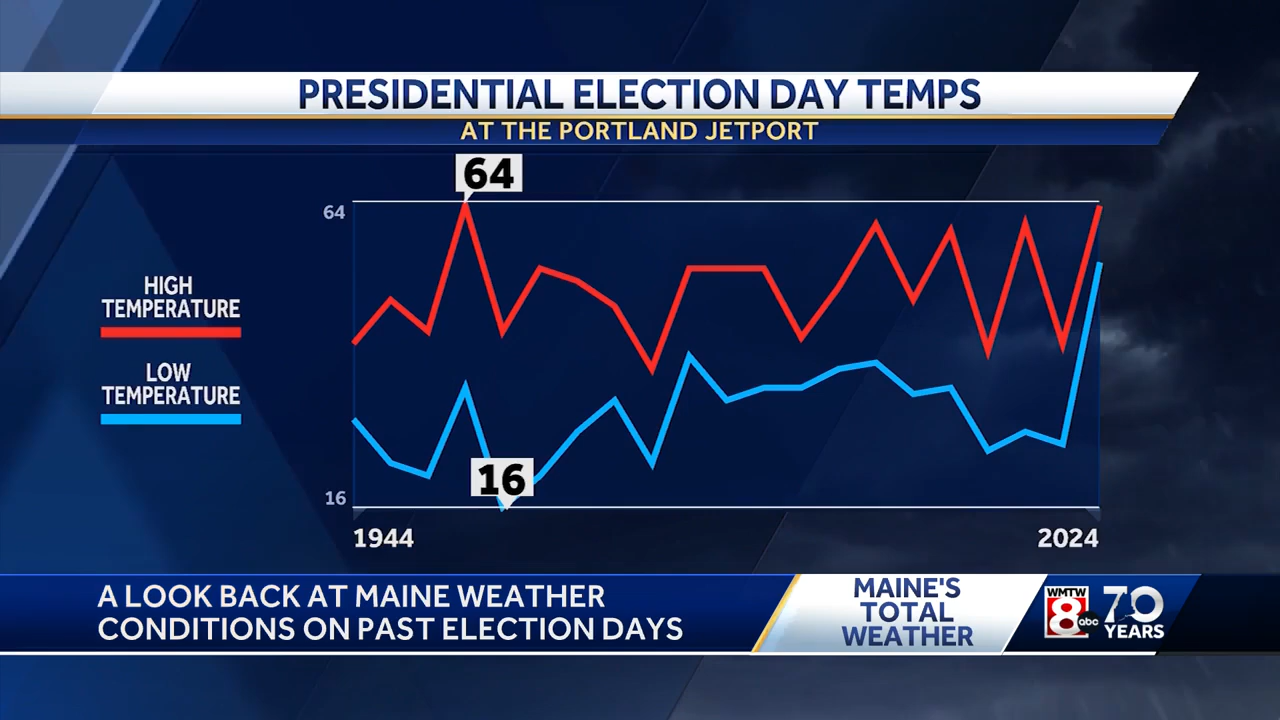 PRESIDENTIAL ELECTION DAY TEMPS
AT THE PORTLAND JETPORT
64
64
HIGH
TEMPERATURE
LOW
TEMPERATURE
16
16
1944
2024
A LOOK BACK AT MAINE WEATHER
CONDITIONS ON PAST ELECTION DAYS
MAINE'S
TOTAL
WEATHER
WMTW
8
abc
70
YEARS